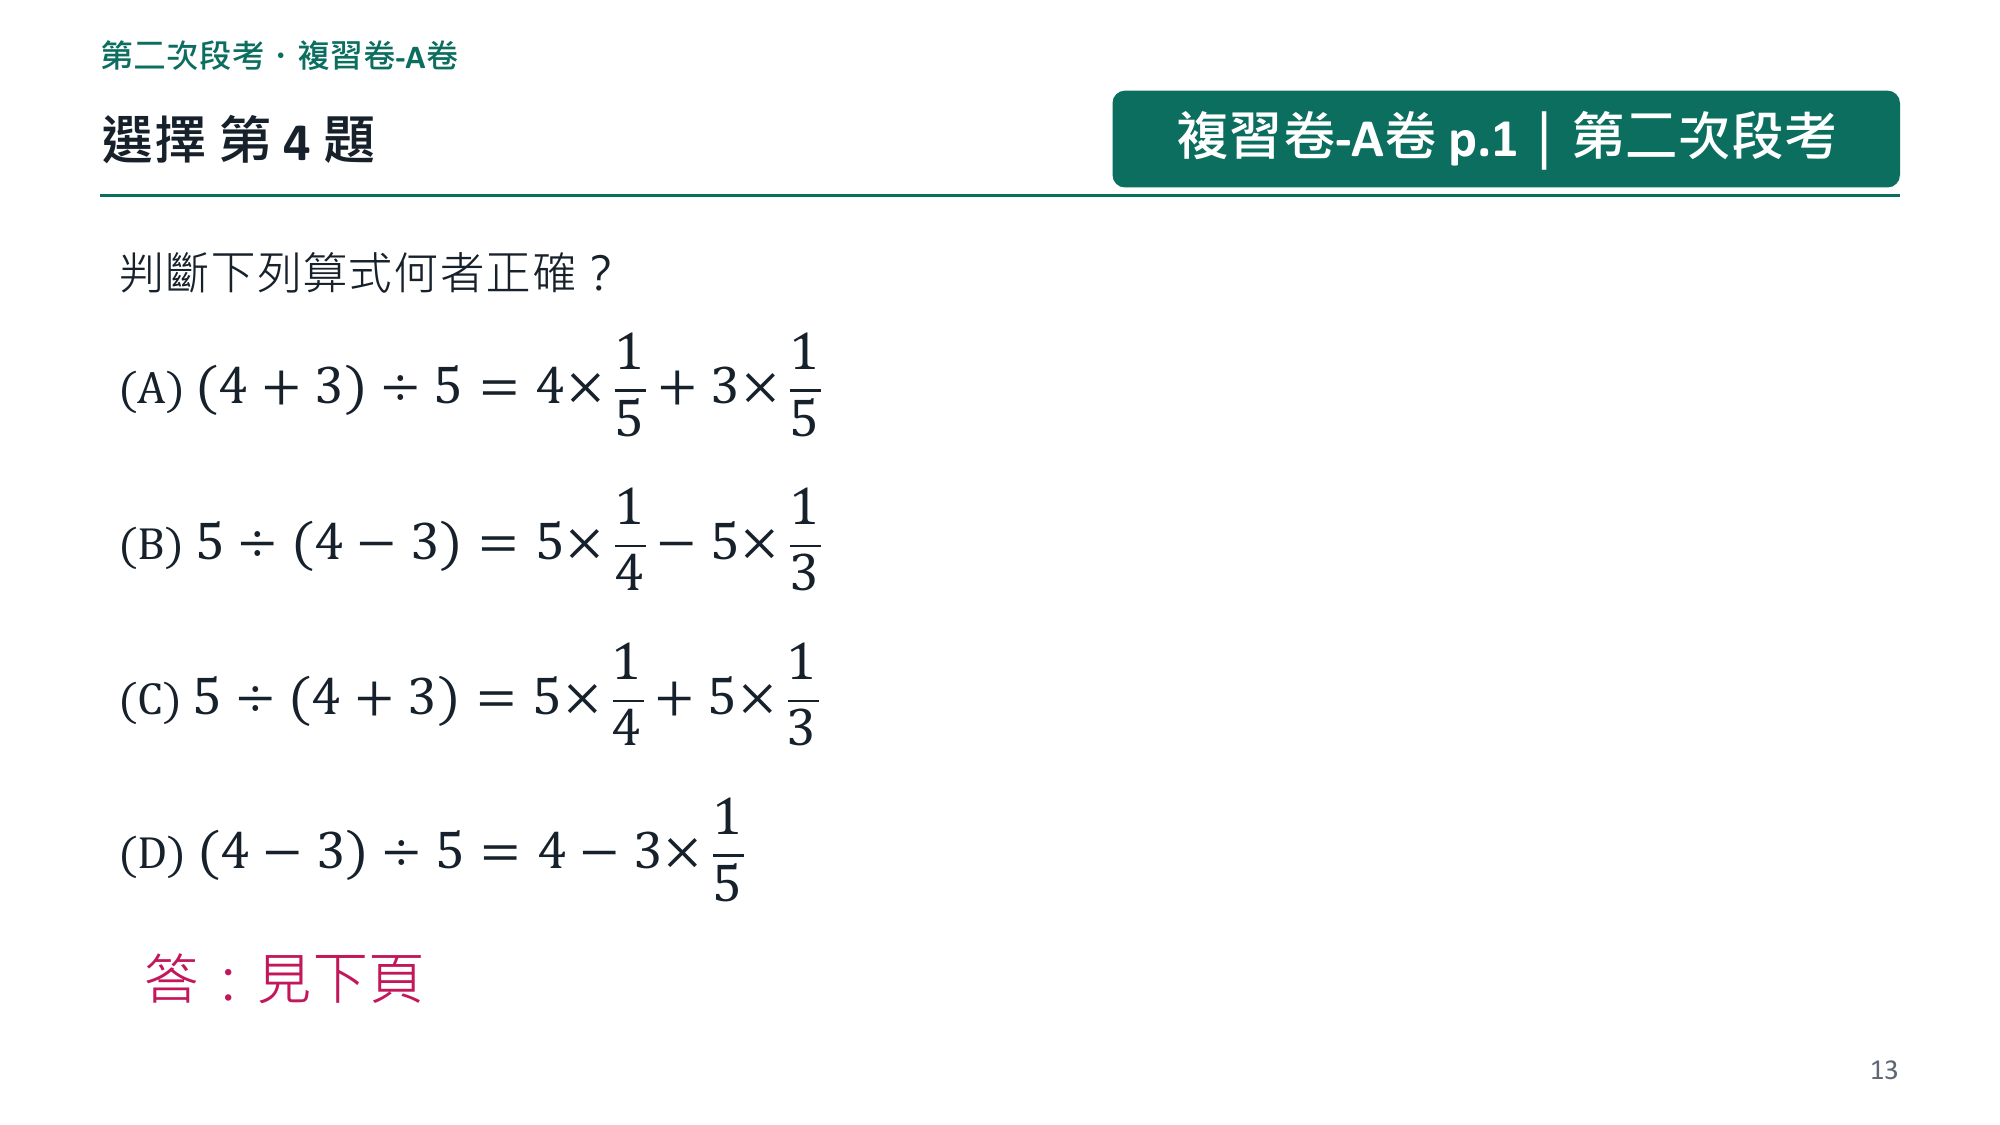 第二次段考・複習卷-A卷
選擇 第 4 題
複習卷-A卷 p.1｜第二次段考
判斷下列算式何者正確？
(A) (4 + 3) ÷ 5 = 4×1/5 + 3×1/5
(B) 5 ÷ (4 − 3) = 5×1/4 − 5×1/3
(C) 5 ÷ (4 + 3) = 5×1/4 + 5×1/3
(D) (4 − 3) ÷ 5 = 4 − 3×1/5
答：見下頁
13